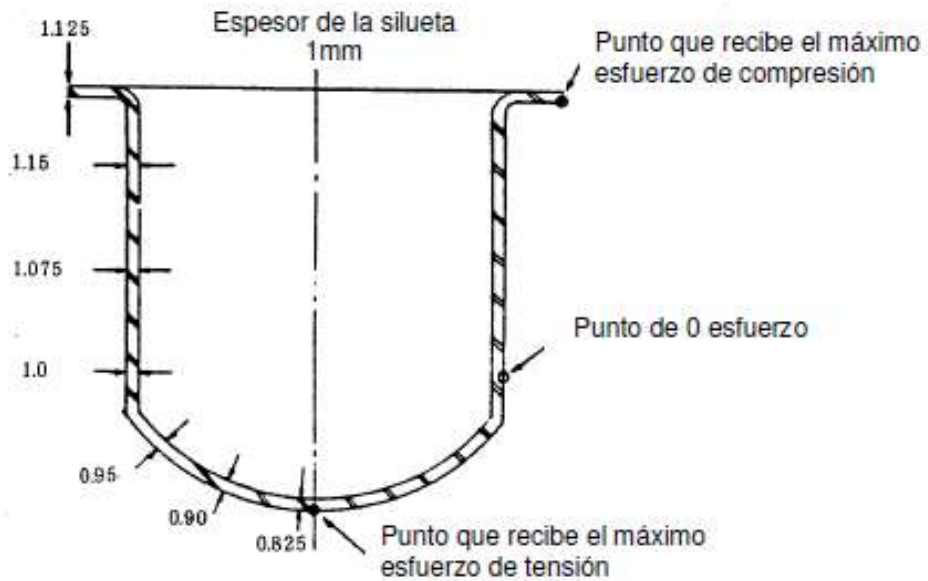 1.125
Espesor de la silueta
1mm
Punto que recibe el máximo
esfuerzo de compresión
1.15
1.075
Punto de 0 esfuerzo
1.0
0.95
0.90
0.825
Punto que recibe el máximo
esfuerzo de tensión